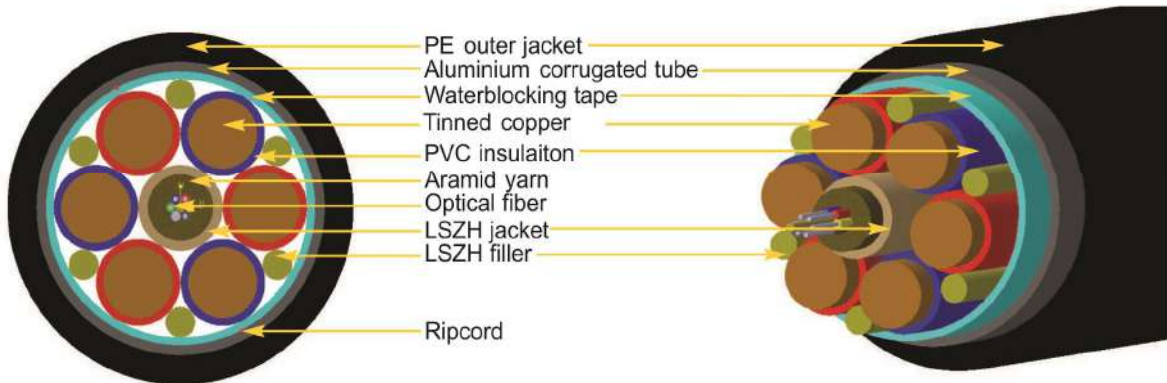 PE outer jacket
Aluminium corrugated tube
Waterblocking tape
Tinned copper
PVC insulaiton
Aramid yarn
Optical fiber
LSZH jacket
LSZH filler
Ripcord